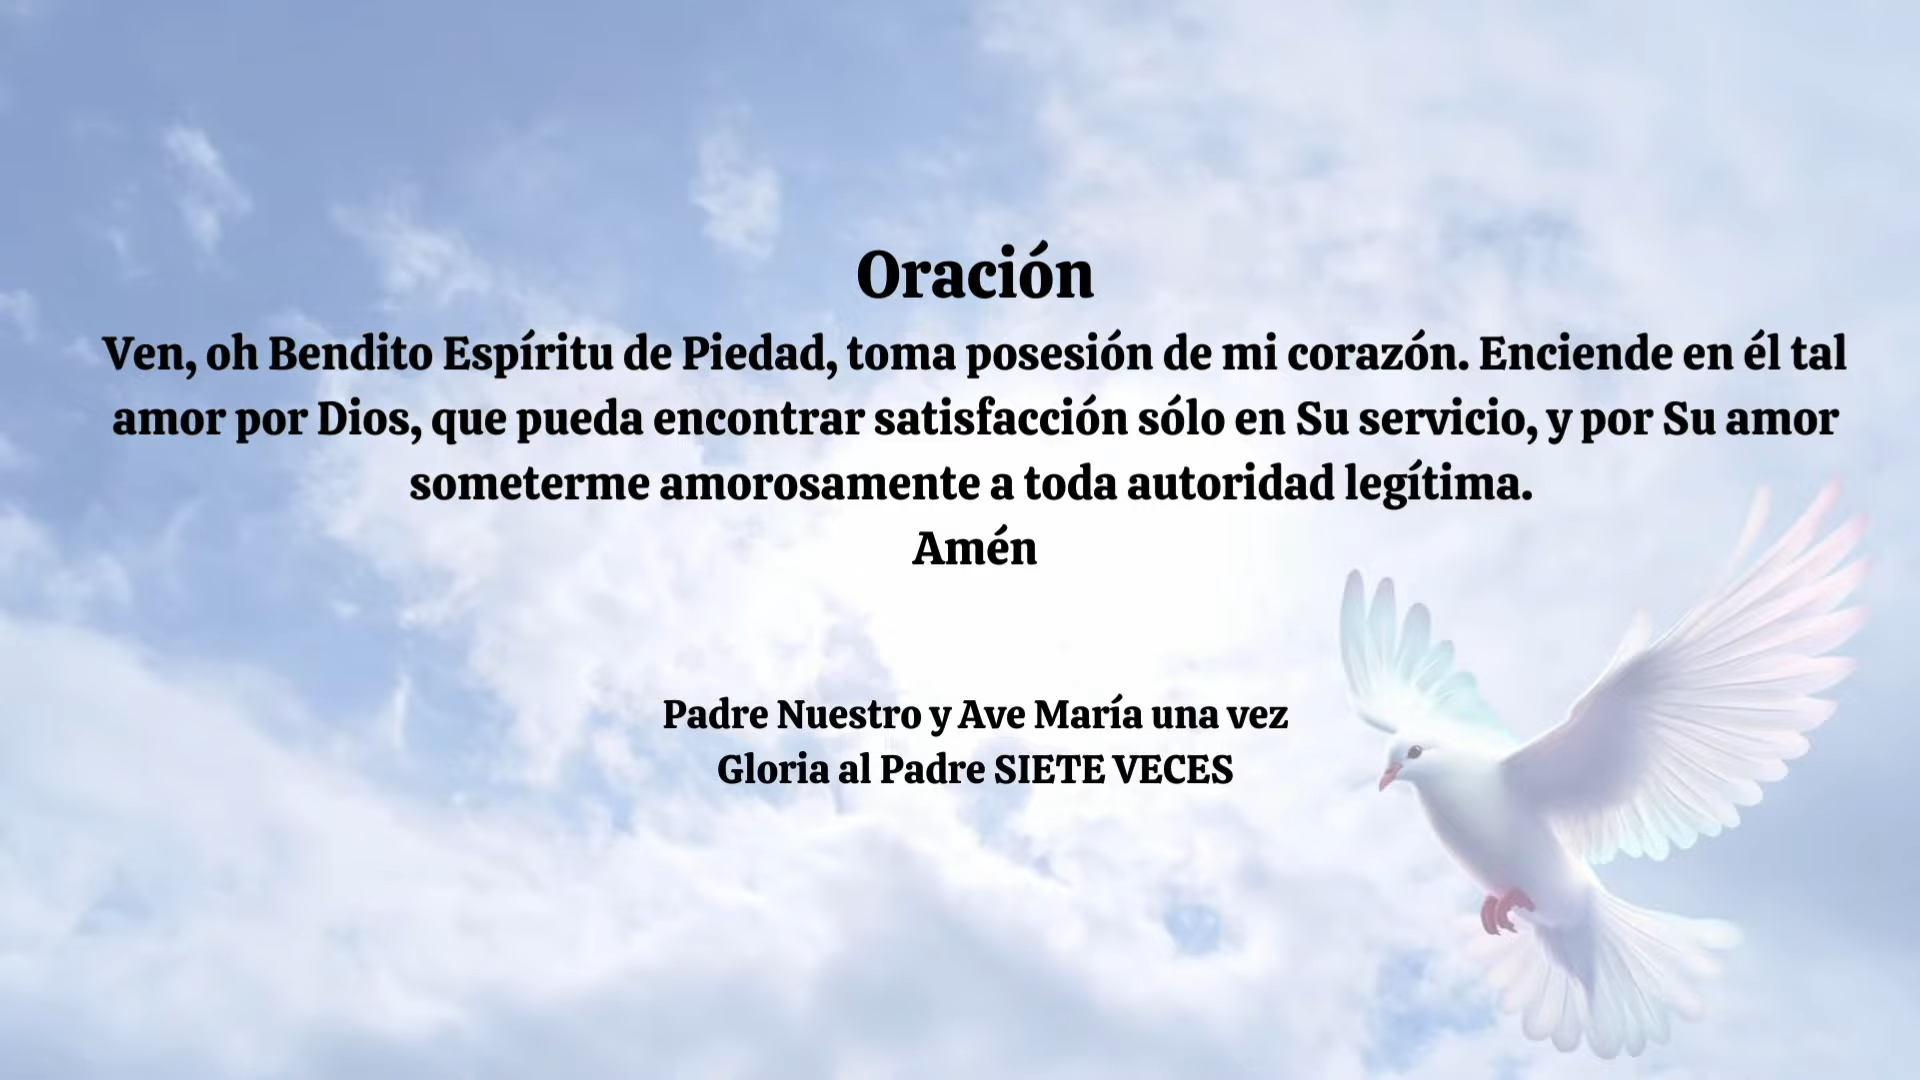 Oración
Ven, oh Bendito Espíritu de Piedad, toma posesión de mi corazón. Enciende en él tal
amor por Dios, que pueda encontrar satisfacción sólo en Su servicio, y por Su amor
someterme amorosamente a toda autoridad legítima.
Amén
Padre Nuestro y Ave María una vez
Gloria al Padre SIETE VECES